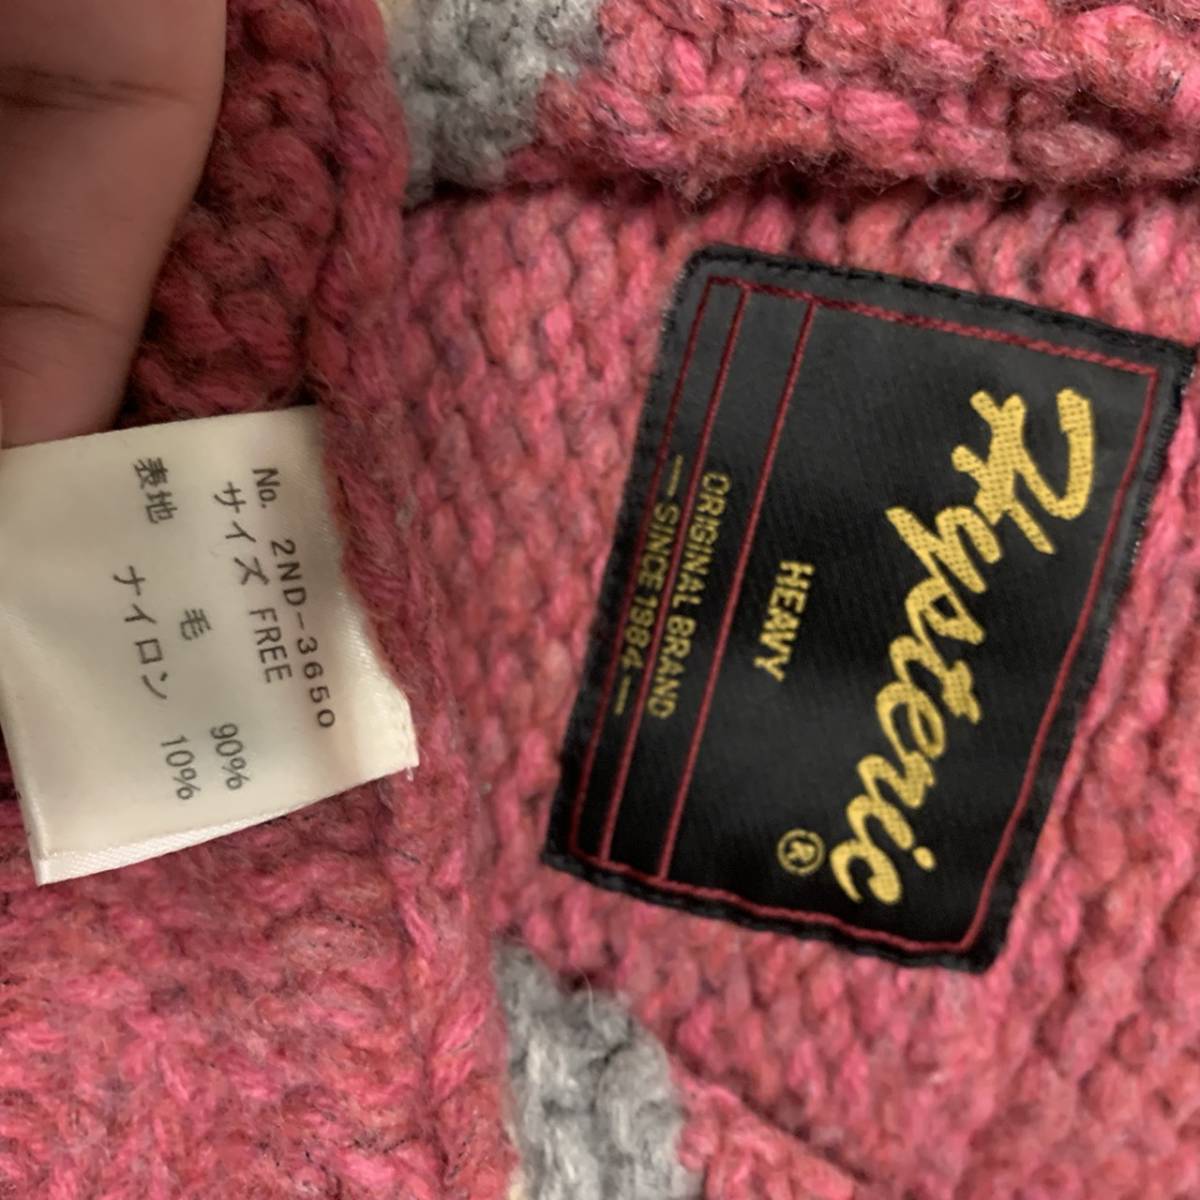 No. 2ND-3650
サイズ FREE
表地 毛 90%
ナイロン 10%
Hysteric
®
HEAVY
ORIGINAL BRAND
— SINCE 1984 —